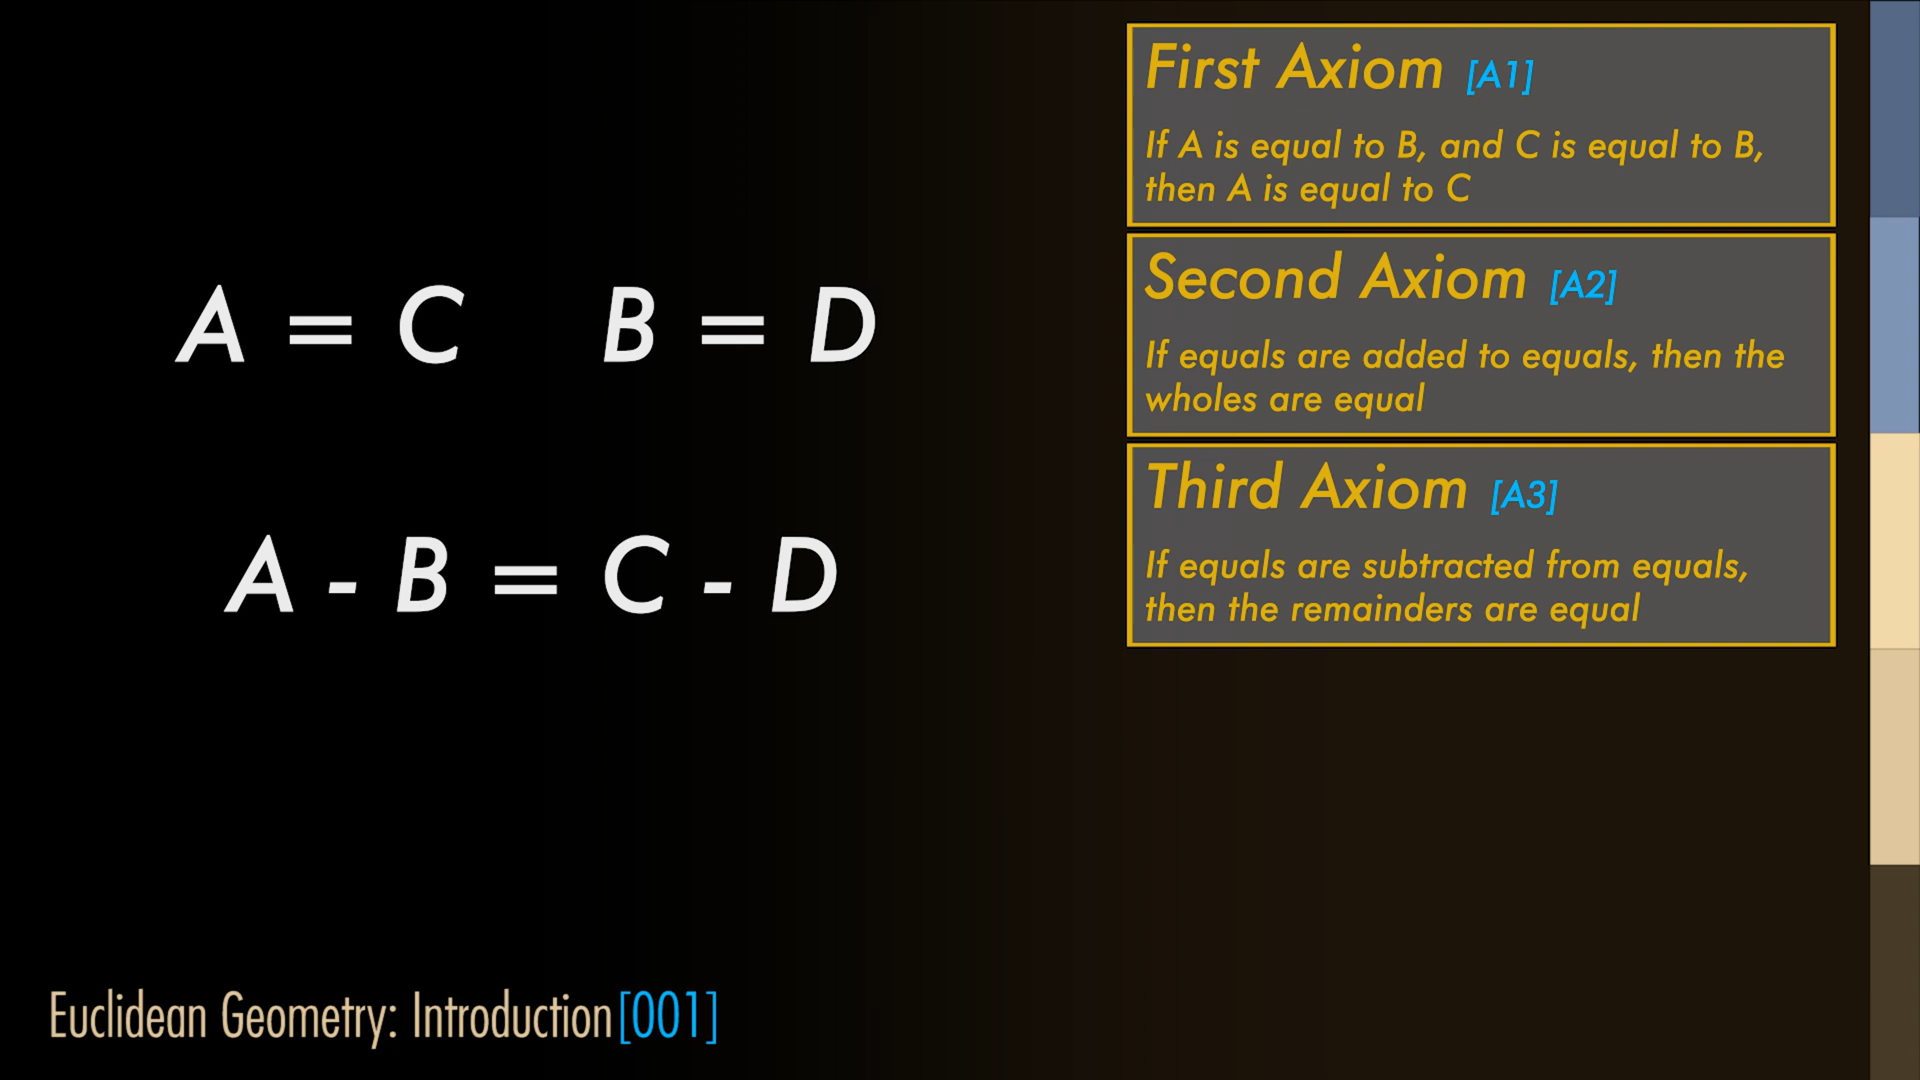 A = C   B = D
A - B = C - D
First Axiom [A1]
If A is equal to B, and C is equal to B,
then A is equal to C
Second Axiom [A2]
If equals are added to equals, then the
wholes are equal
Third Axiom [A3]
If equals are subtracted from equals,
then the remainders are equal
Euclidean Geometry: Introduction[001]